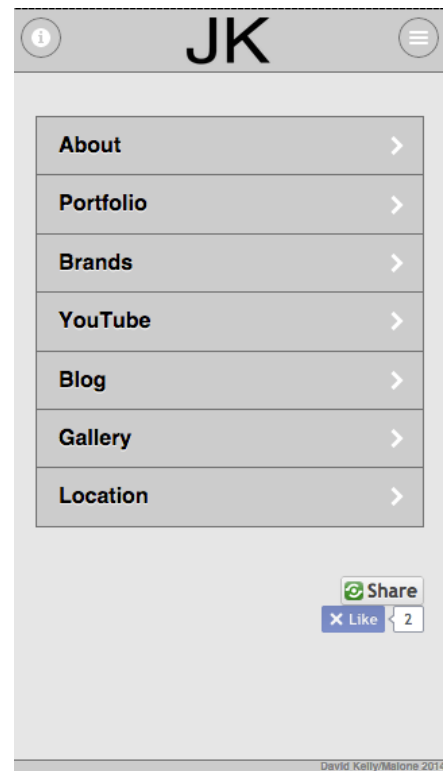 JK
About
Portfolio
Brands
YouTube
Blog
Gallery
Location
Share
Like 2
David Kelly/Malone 2014